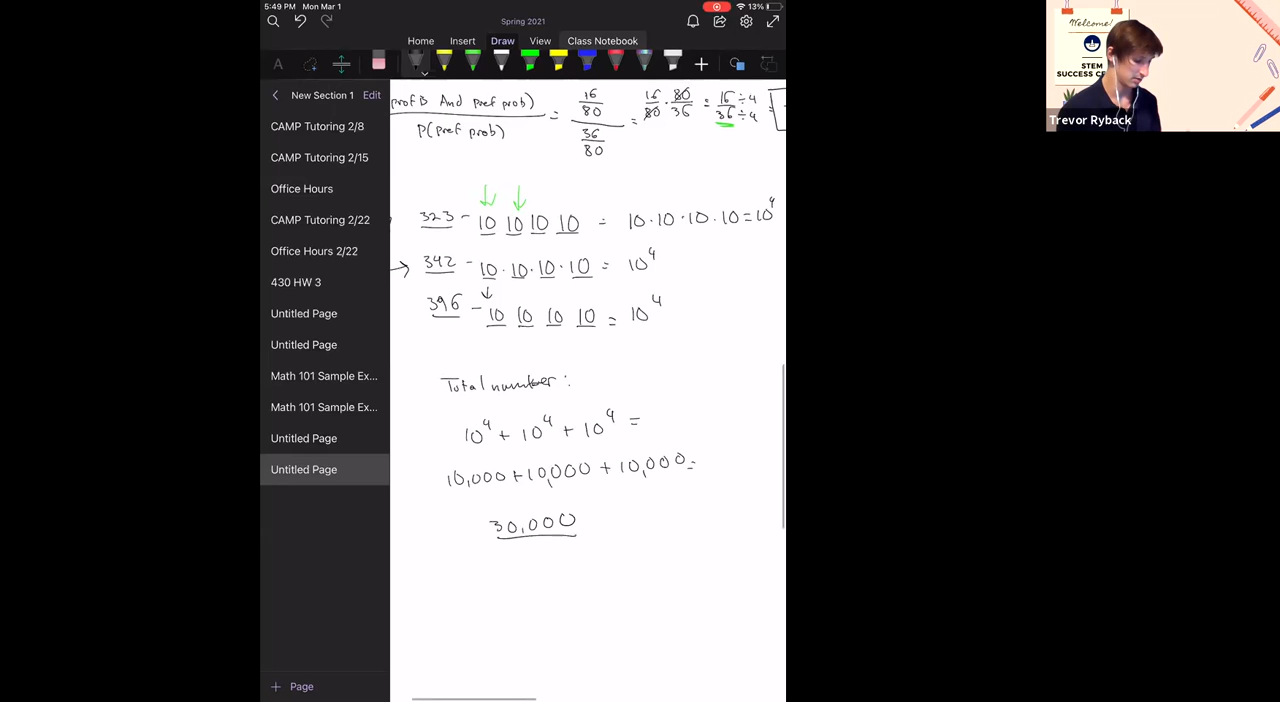 5:49 PM Mon Mar 1
13%
Spring 2021
Home Insert Draw View Class Notebook
New Section 1 Edit
CAMP Tutoring 2/8
CAMP Tutoring 2/15
Office Hours
CAMP Tutoring 2/22
Office Hours 2/22
430 HW 3
Untitled Page
Untitled Page
Math 101 Sample Ex...
Math 101 Sample Ex...
Untitled Page
Untitled Page
+ Page
And pref prob)
P(pref prob)
= 16/80 / 36/80 = 16/80 · 80/36 = 16÷4 / 36÷4 =
323 - 10 10 10 10 = 10·10·10·10=10⁴
→ 342 - 10·10·10·10 = 10⁴
396 - 10 10 10 10 = 10⁴
Total number:
10⁴ + 10⁴ + 10⁴ =
10,000 + 10,000 + 10,000 =
30,000
Welcome!
STEM
SUCCESS CE
Trevor Ryback